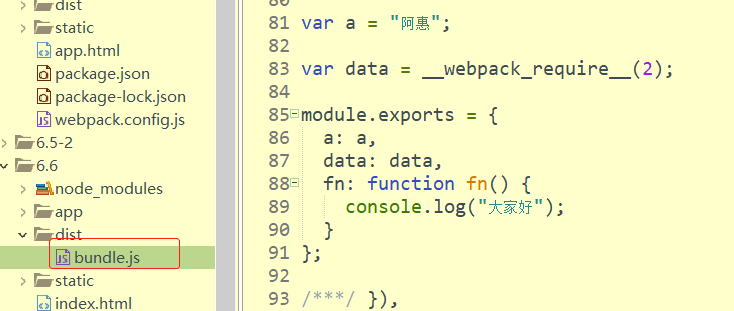 dist
static
app.html
package.json
package-lock.json
webpack.config.js
6.5-2
6.6
node_modules
app
dist
bundle.js
static
index.html
80
81 var a = "阿惠";
82
83 var data = __webpack_require__(2);
84
85 module.exports = {
86 a: a,
87 data: data,
88 fn: function fn() {
89 console.log("大家好");
90 }
91 };
92
93 /***/ }),